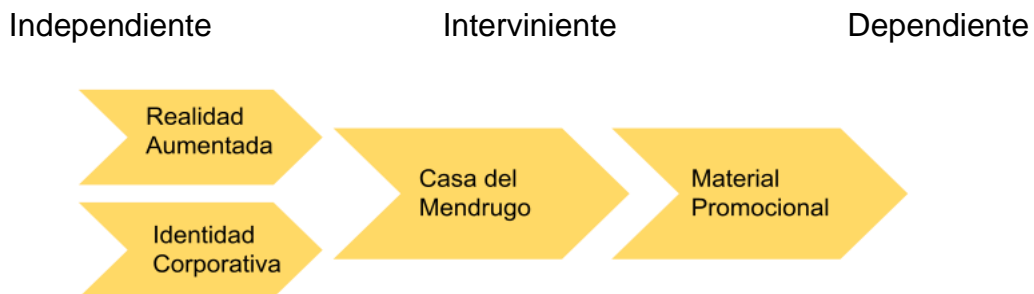 Independiente Interviniente Dependiente
Realidad
Aumentada
Identidad
Corporativa
Casa del
Mendrugo
Material
Promocional